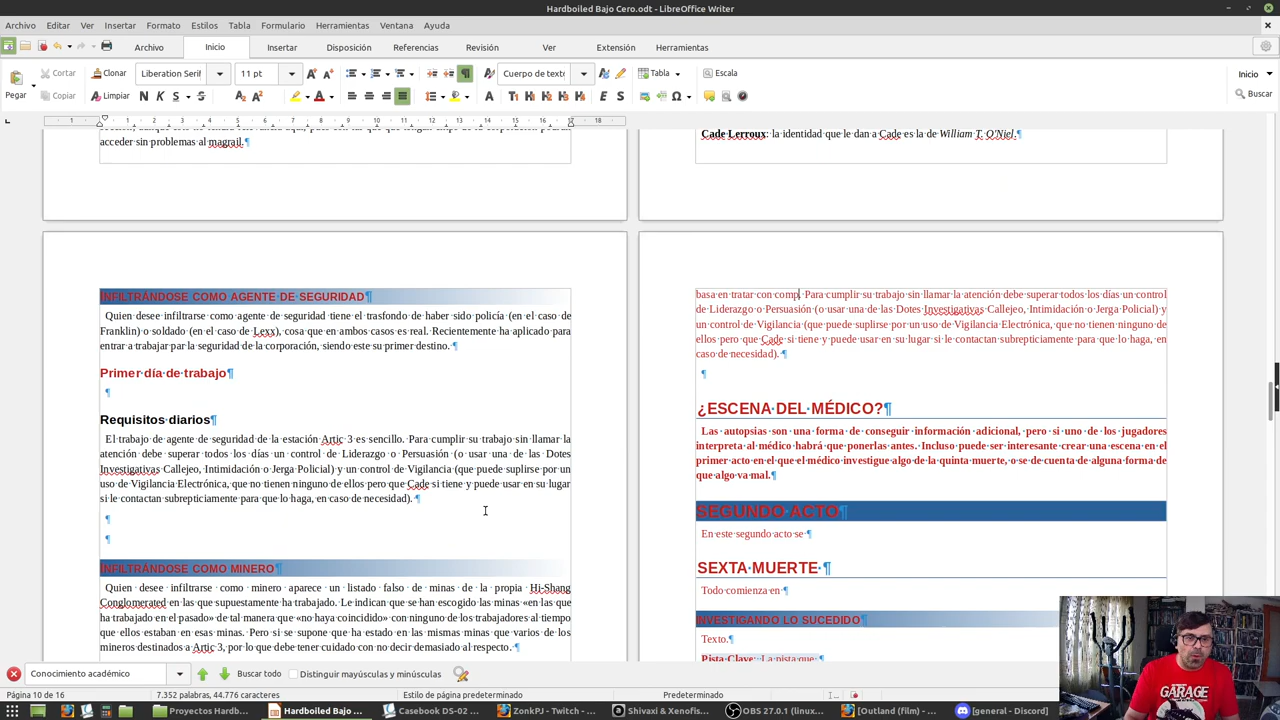 Hardboiled Bajo Cero.odt - LibreOffice Writer
Archivo Editar Ver Insertar Formato Estilos Tabla Formulario Herramientas Ventana Ayuda
Archivo Inicio Insertar Disposición Referencias Revisión Ver Extensión Herramientas
Cortar Clonar Liberation Serif 11 pt Cuerpo de texto Tabla Escala Inicio
Pegar Copiar Limpiar Buscar
acceder sin problemas al magrail.¶
Cade Lerroux: la identidad que le dan a Cade es la de William T. O'Niel.¶
INFILTRÁNDOSE COMO AGENTE DE SEGURIDAD¶
Quien desee infiltrarse como agente de seguridad tiene el trasfondo de haber sido policía (en el caso de
Franklin) o soldado (en el caso de Lexx), cosa que en ambos casos es real. Recientemente ha aplicado para
entrar a trabajar par la seguridad de la corporación, siendo este su primer destino. ¶
Primer día de trabajo¶
¶
Requisitos diarios¶
El trabajo de agente de seguridad de la estación Artic 3 es sencillo. Para cumplir su trabajo sin llamar la
atención debe superar todos los días un control de Liderazgo o Persuasión (o usar una de las Dotes
Investigativas Callejeo, Intimidación o Jerga Policial) y un control de Vigilancia (que puede suplirse por un
uso de Vigilancia Electrónica, que no tienen ninguno de ellos pero que Cade si tiene y puede usar en su lugar
si le contactan subrepticiamente para que lo haga, en caso de necesidad). ¶
¶
¶
INFILTRÁNDOSE COMO MINERO¶
Quien desee infiltrarse como minero aparece un listado falso de minas de la propia Hi-Shang
Conglomerated en las que supuestamente ha trabajado. Le indican que se han escogido las minas «en las que
ha trabajado en el pasado» de tal manera que «no haya coincidido» con ninguno de los trabajadores al tiempo
que ellos estaban en esas minas. Pero si se supone que ha estado en las mismas minas que varios de los
mineros destinados a Artic 3, por lo que debe tener cuidado con no decir demasiado al respecto. ¶
basa en tratar con comp. Para cumplir su trabajo sin llamar la atención debe superar todos los días un control
de Liderazgo o Persuasión (o usar una de las Dotes Investigativas Callejeo, Intimidación o Jerga Policial) y
un control de Vigilancia (que puede suplirse por un uso de Vigilancia Electrónica, que no tienen ninguno de
ellos pero que Cade si tiene y puede usar en su lugar si le contactan subrepticiamente para que lo haga, en
caso de necesidad). ¶
¶
¿ESCENA DEL MÉDICO?¶
Las autopsias son una forma de conseguir información adicional, pero si uno de los jugadores
interpreta al médico habrá que ponerlas antes. Incluso puede ser interesante crear una escena en el
primer acto en el que el médico investigue algo de la quinta muerte, o se de cuenta de alguna forma de
que algo va mal.¶
SEGUNDO ACTO¶
En este segundo acto se ¶
SEXTA MUERTE ¶
Todo comienza en ¶
INVESTIGANDO LO SUCEDIDO¶
Texto.¶
Pista Clave: La pista que ¶
Conocimiento académico Buscar todo Distinguir mayúsculas y minúsculas
Página 10 de 16 7.352 palabras, 44.776 caracteres Estilo de página predeterminado Predeterminado
Proyectos Hardb... Hardboiled Bajo ... Casebook DS-02 ... ZonkPJ - Twitch - ... Shivaxi & Xenofis... OBS 27.0.1 (linux... [Outland (film) - ... [general - Discord]
GARAGE